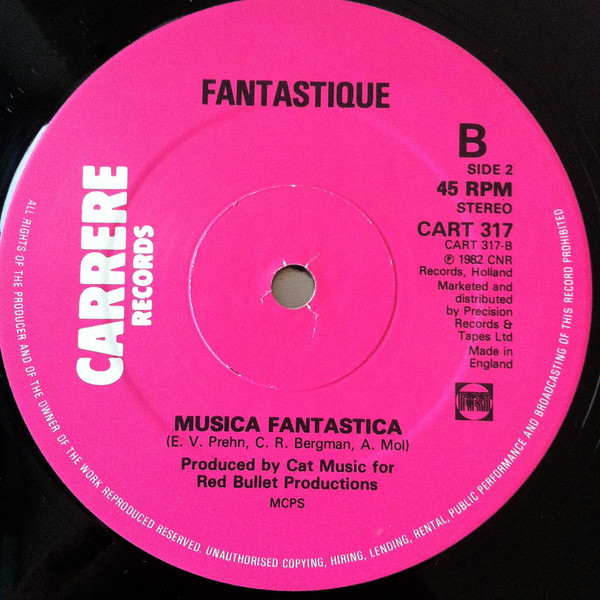 FANTASTIQUE
CARRERE
RECORDS
B
SIDE 2
45 RPM
STEREO
CART 317
CART 317-B
℗ 1982 CNR
Records, Holland
Marketed and
distributed
by Precision
Records &
Tapes Ltd
Made in
England
PRT
MUSICA FANTASTICA
(E. V. Prehn, C. R. Bergman, A. Mol)
Produced by Cat Music for
Red Bullet Productions
MCPS
ALL RIGHTS OF THE PRODUCER AND OF THE OWNER OF THE WORK REPRODUCED RESERVED. UNAUTHORISED COPYING, HIRING, LENDING, RENTAL, PUBLIC PERFORMANCE AND BROADCASTING OF THIS RECORD PROHIBITED